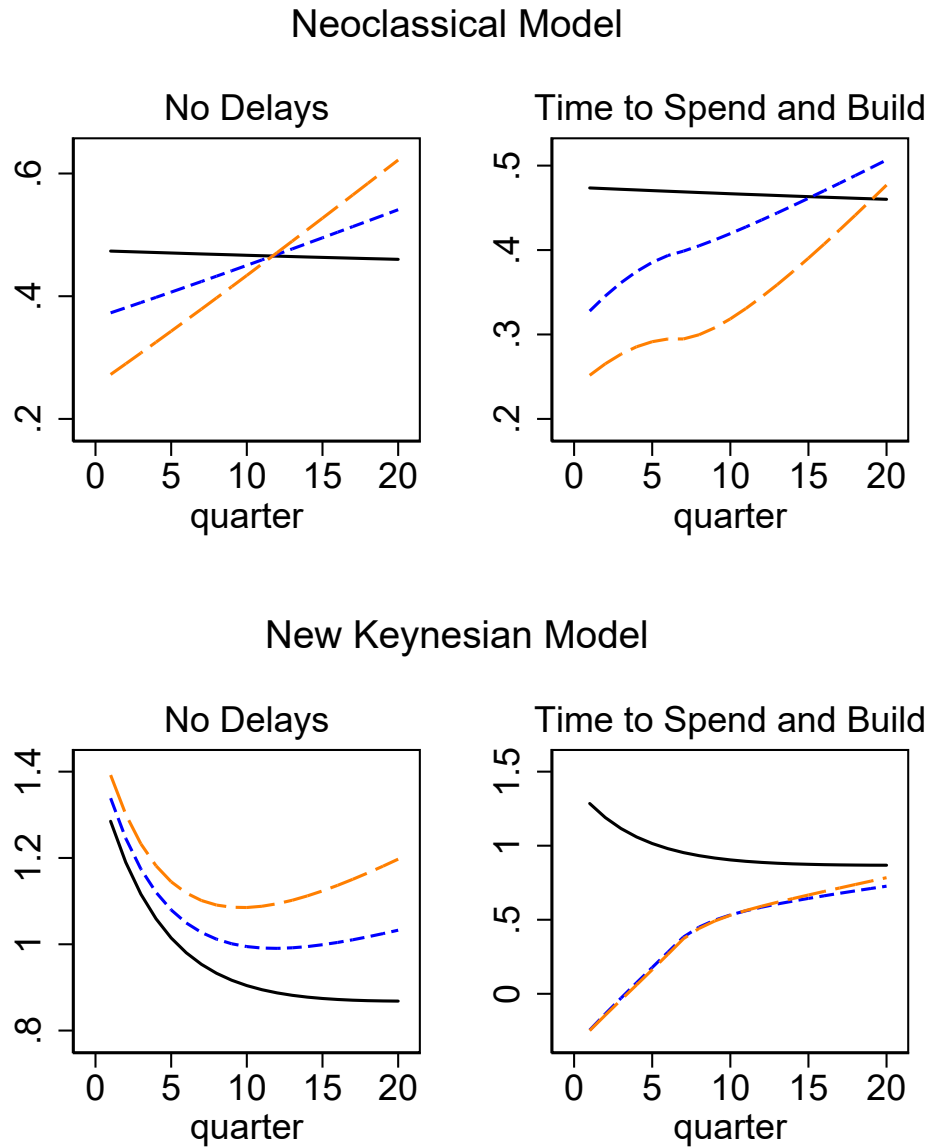 Neoclassical Model
No Delays
.2 .4 .6
0 5 10 15 20
quarter
Time to Spend and Build
.2 .3 .4 .5
0 5 10 15 20
quarter
New Keynesian Model
No Delays
.8 1 1.2 1.4
0 5 10 15 20
quarter
Time to Spend and Build
0 .5 1 1.5
0 5 10 15 20
quarter